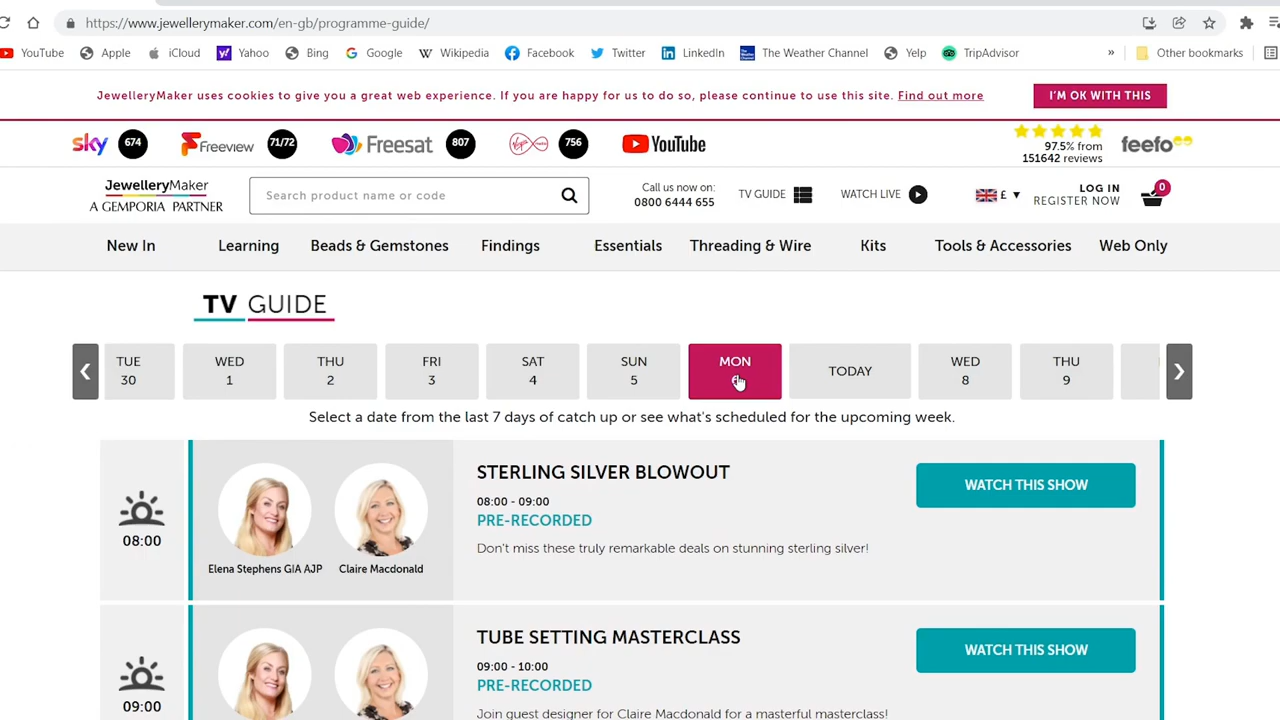 https://www.jewellerymaker.com/en-gb/programme-guide/
YouTube Apple iCloud Yahoo Bing Google Wikipedia Facebook Twitter LinkedIn The Weather Channel Yelp TripAdvisor » Other bookmarks
JewelleryMaker uses cookies to give you a great web experience. If you are happy for us to do so, please continue to use this site. Find out more
I'M OK WITH THIS
sky 674 Freeview 71/72 Freesat 807 756 YouTube
97.5% from
151642 reviews
feefo
JewelleryMaker
A GEMPORIA PARTNER
Search product name or code
Call us now on:
0800 6444 655
TV GUIDE
WATCH LIVE
£ ▼
LOG IN
REGISTER NOW
0
New In Learning Beads & Gemstones Findings Essentials Threading & Wire Kits Tools & Accessories Web Only
TV GUIDE
TUE
30
WED
1
THU
2
FRI
3
SAT
4
SUN
5
MON
TODAY
WED
8
THU
9
Select a date from the last 7 days of catch up or see what's scheduled for the upcoming week.
08:00
Elena Stephens GIA AJP
Claire Macdonald
STERLING SILVER BLOWOUT
08:00 - 09:00
PRE-RECORDED
Don't miss these truly remarkable deals on stunning sterling silver!
WATCH THIS SHOW
09:00
TUBE SETTING MASTERCLASS
09:00 - 10:00
PRE-RECORDED
Join guest designer for Claire Macdonald for a masterful masterclass!
WATCH THIS SHOW